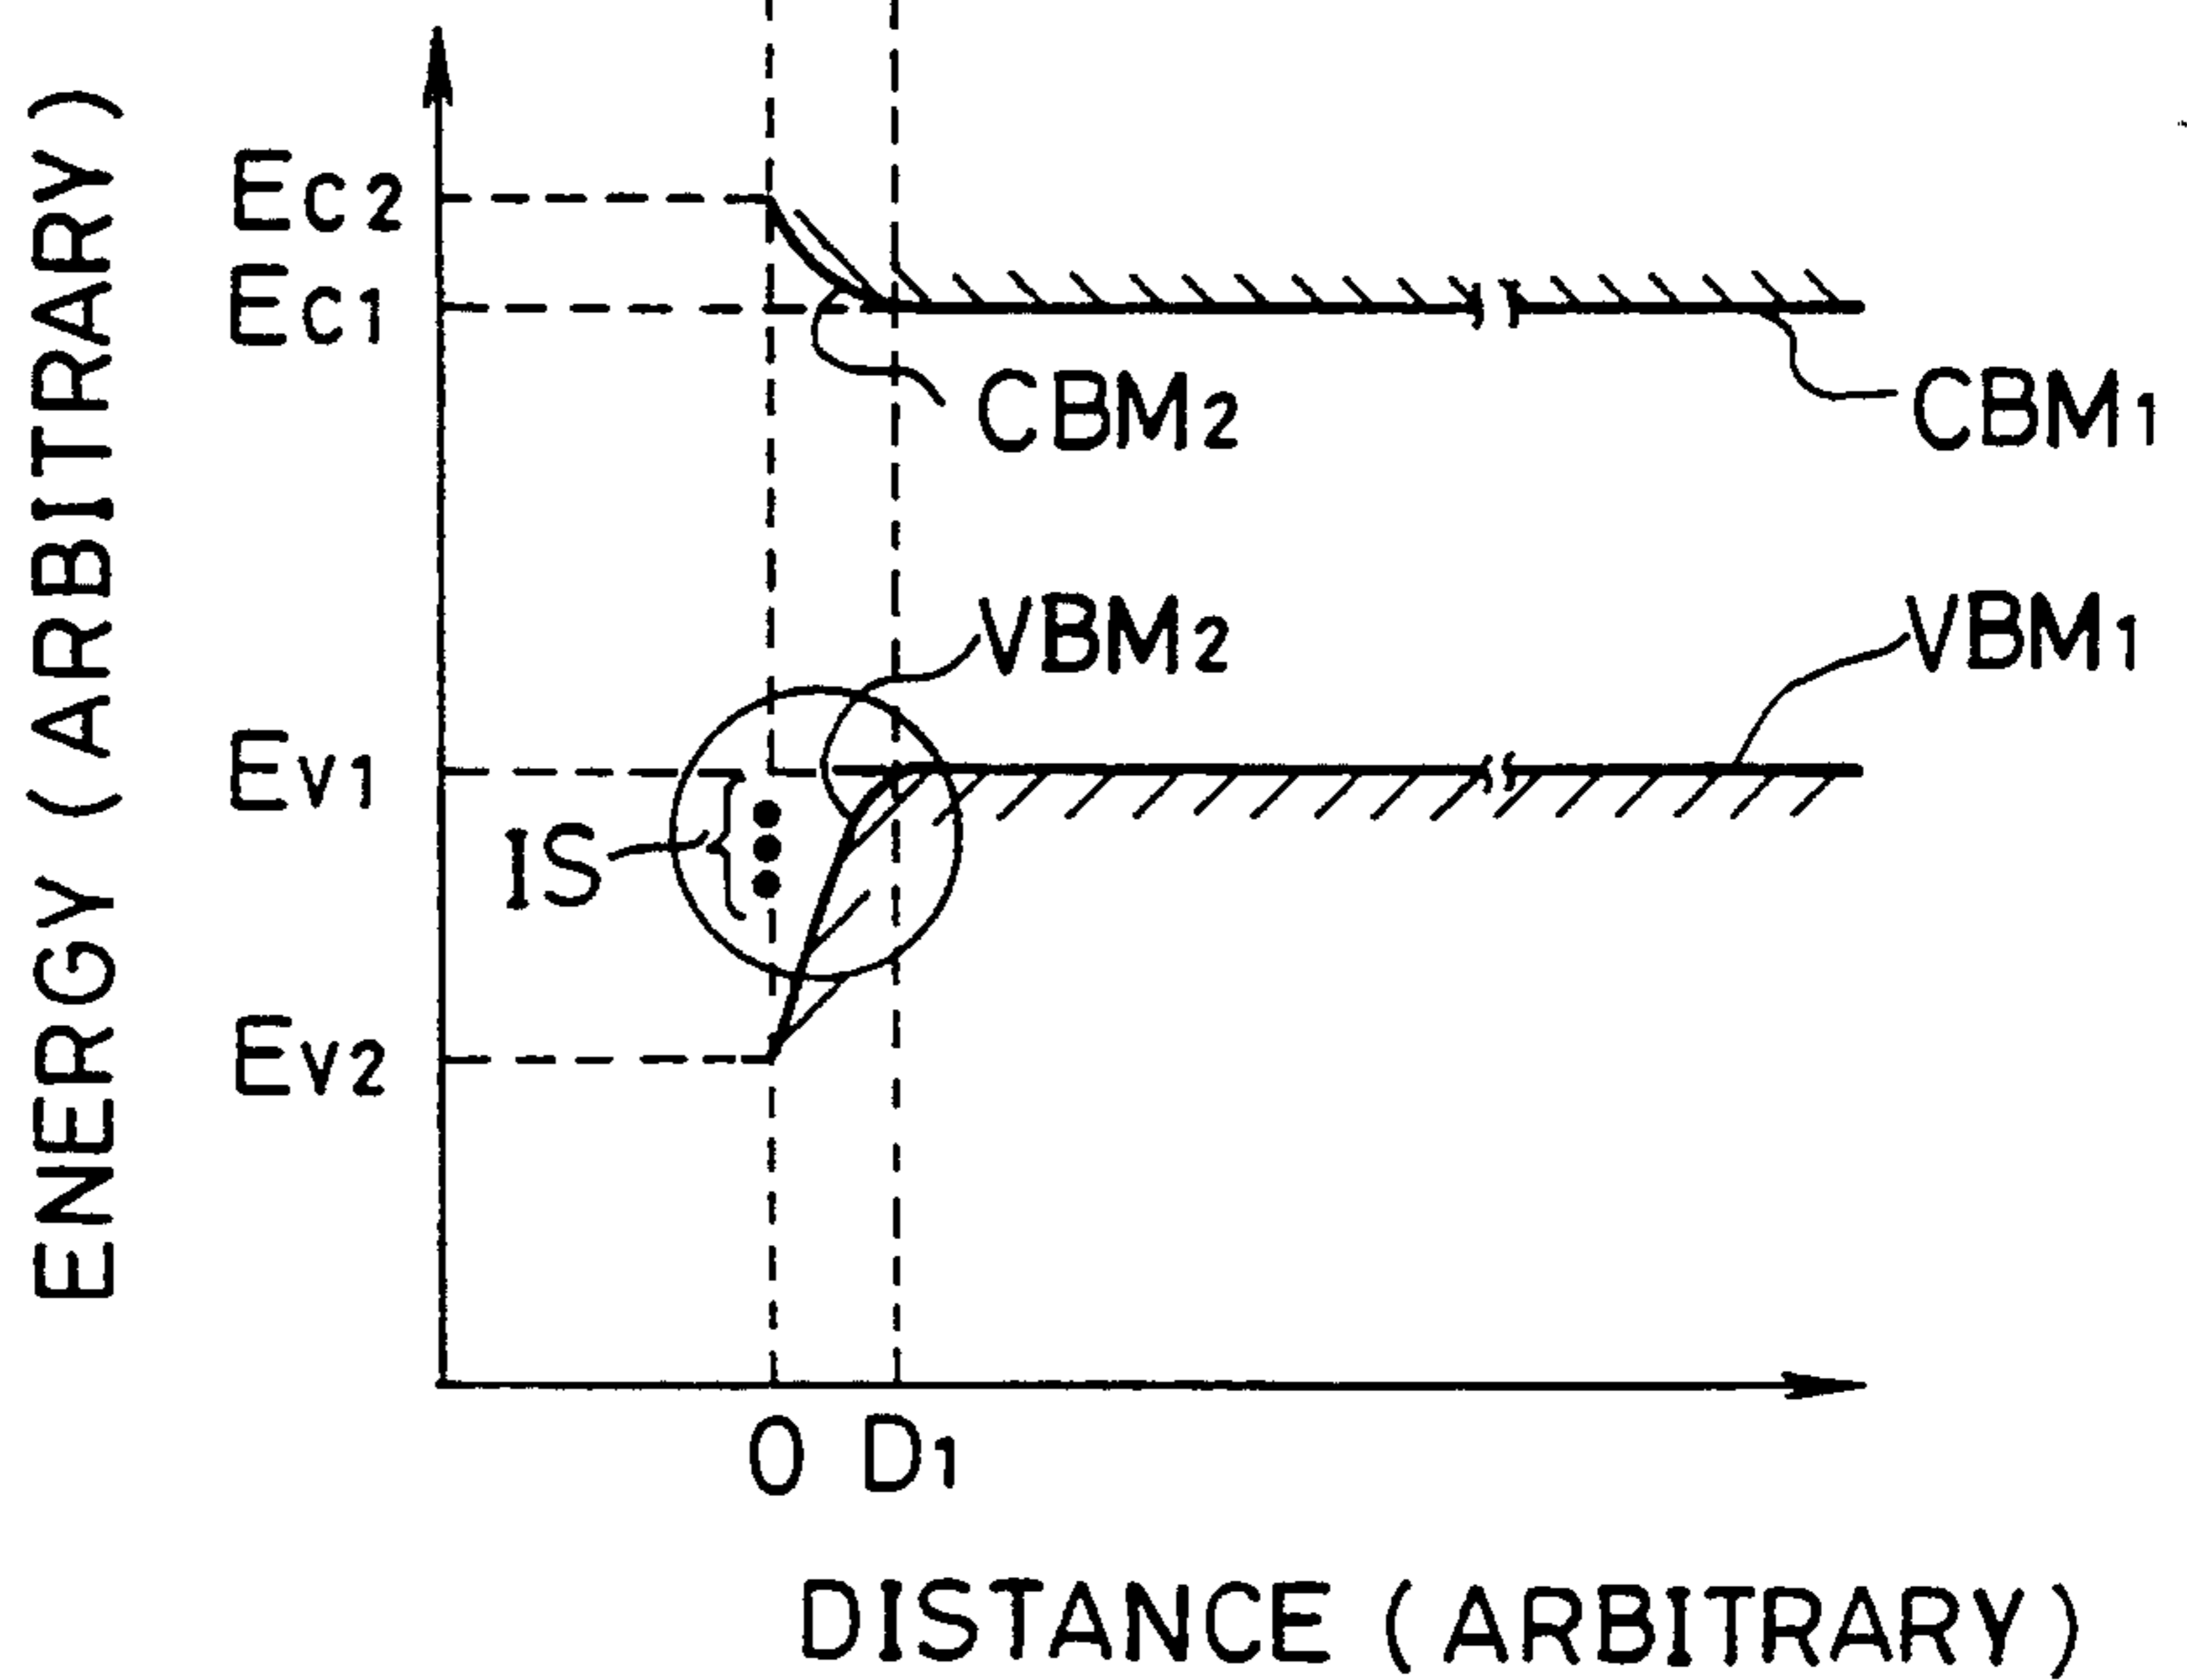 ENERGY (ARBITRARY)
Ec2
Ec1
CBM2
CBM1
VBM2
VBM1
Ev1
IS
Ev2
0 D1
DISTANCE (ARBITRARY)